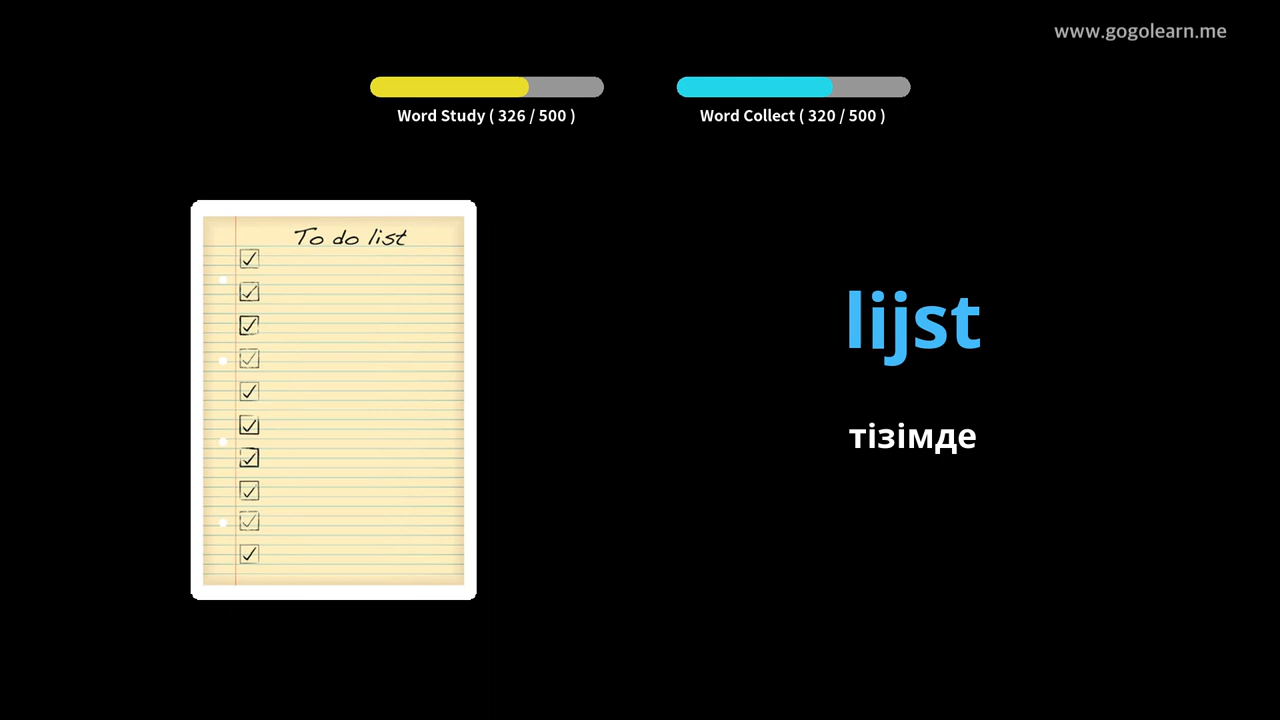 www.gogolearn.me
Word Study ( 326 / 500 )
Word Collect ( 320 / 500 )
To do list
lijst
тізімде